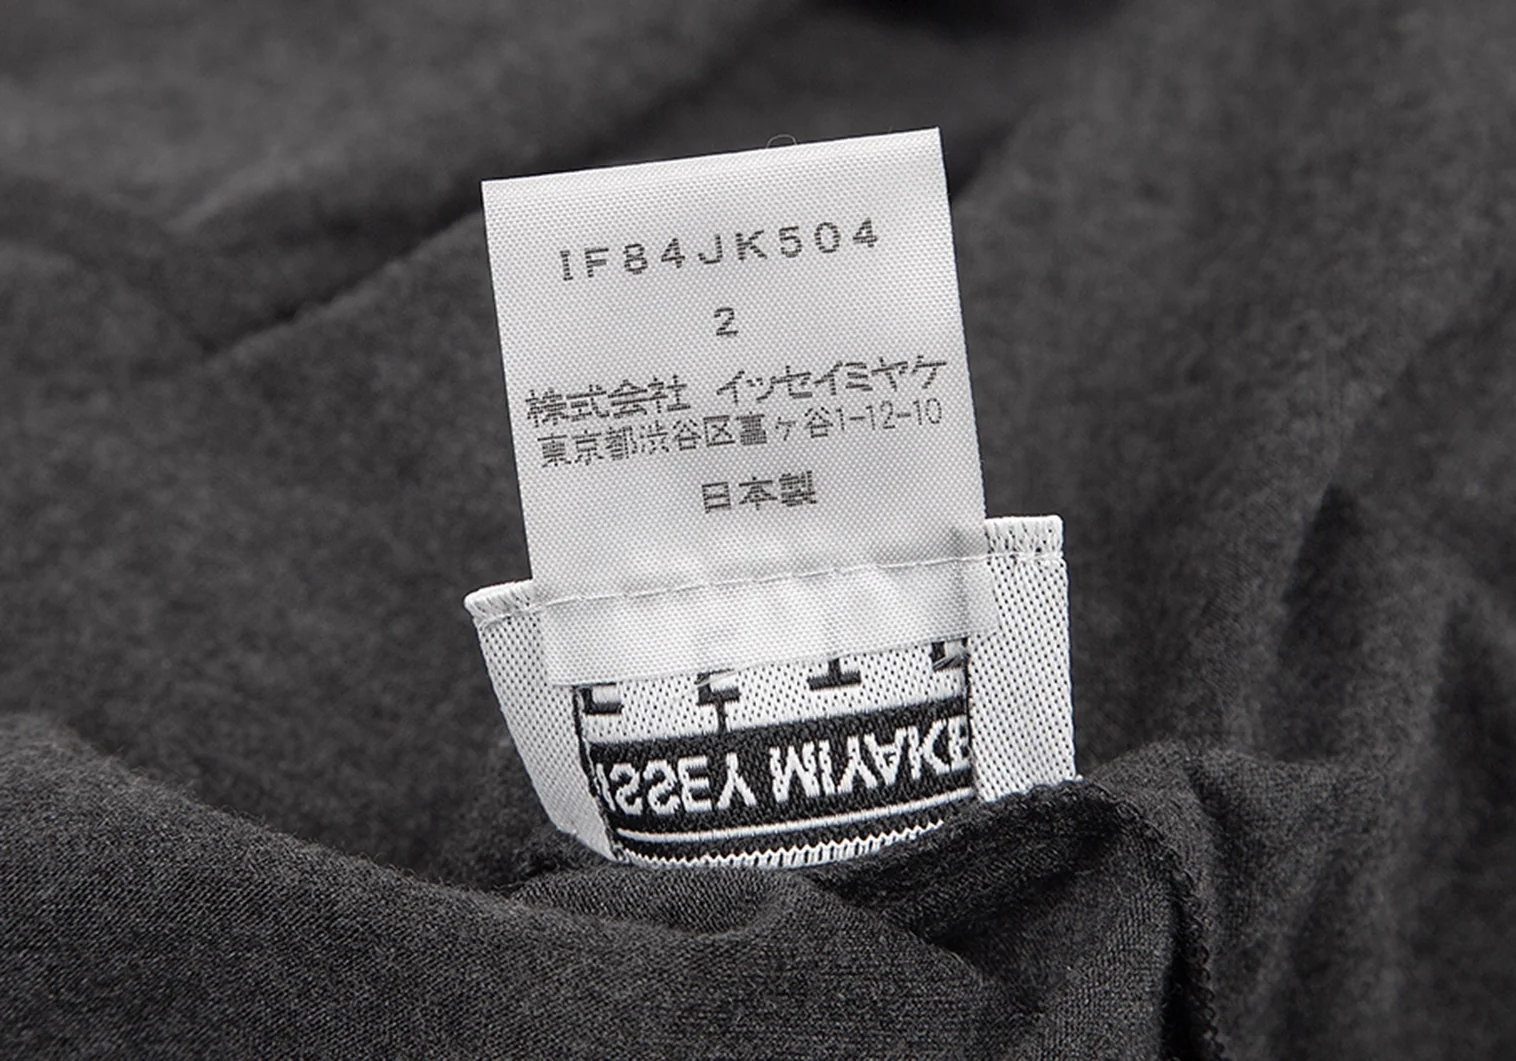 IF84JK504
2
株式会社 イッセイミヤケ
東京都渋谷区富ヶ谷1-12-10
日本製
ISSEY MIYAKE